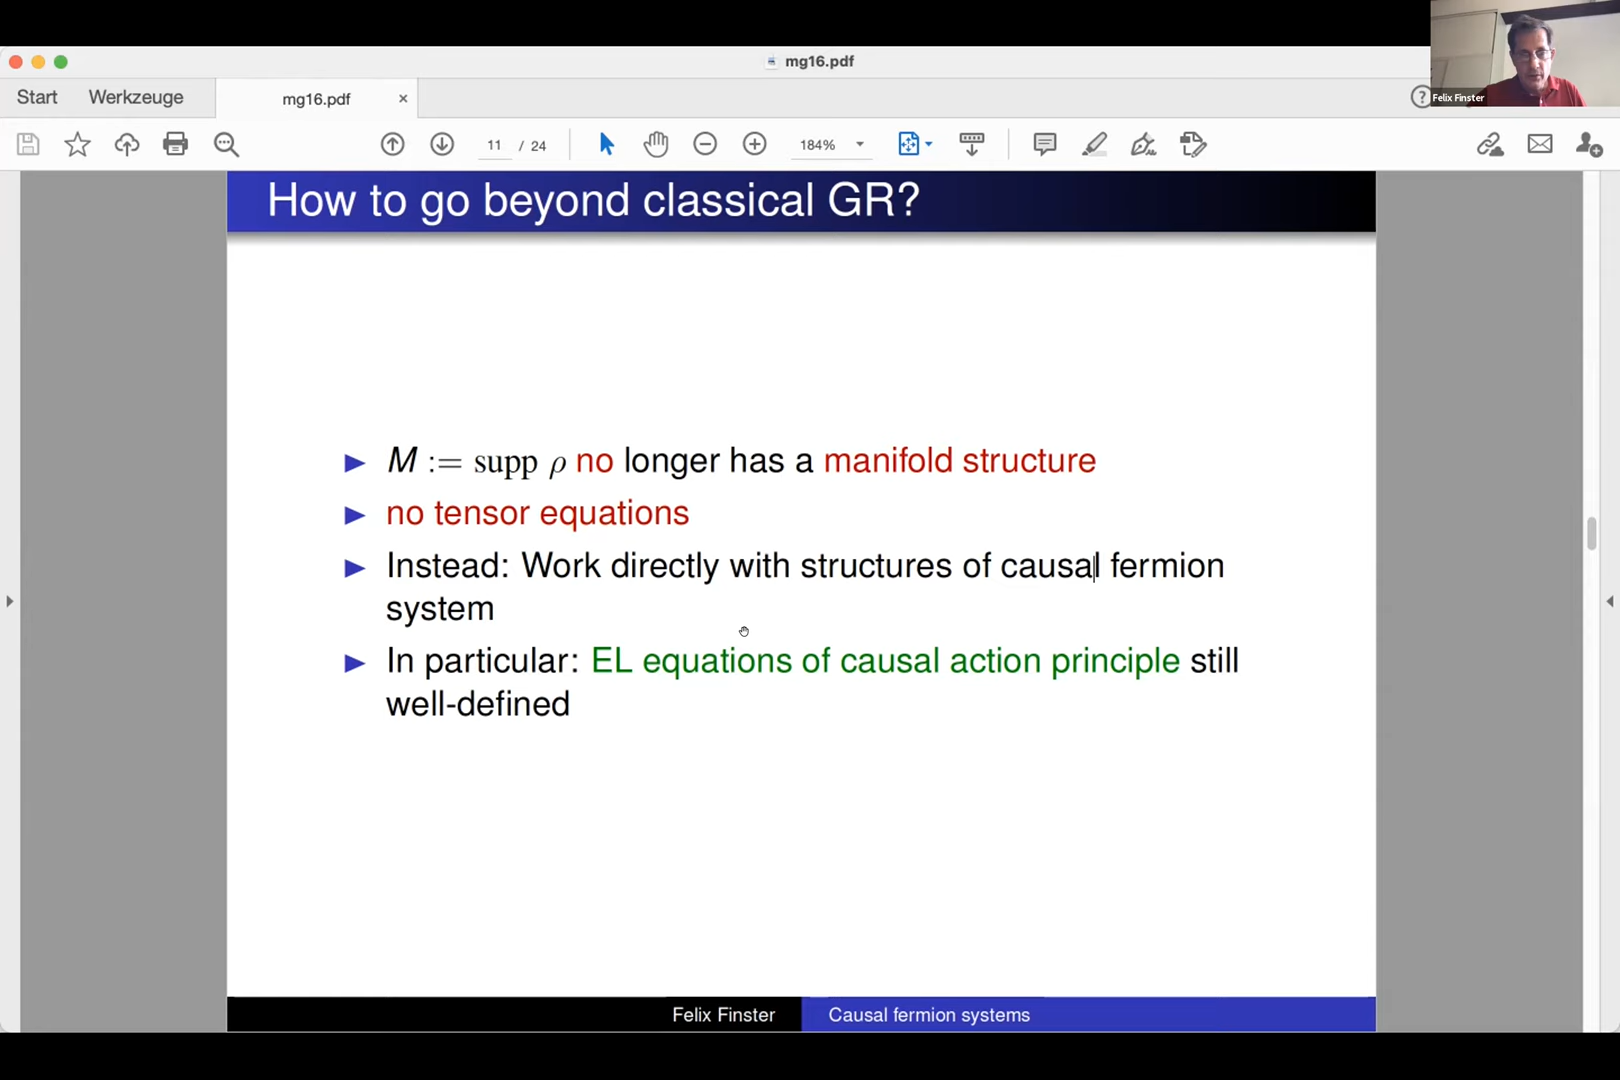 mg16.pdf
Start
Werkzeuge
mg16.pdf
×
?
Felix Finster
11 / 24
184%
How to go beyond classical GR?
M := supp ρ no longer has a manifold structure
no tensor equations
Instead: Work directly with structures of causal fermion
system
In particular: EL equations of causal action principle still
well-defined
Felix Finster
Causal fermion systems